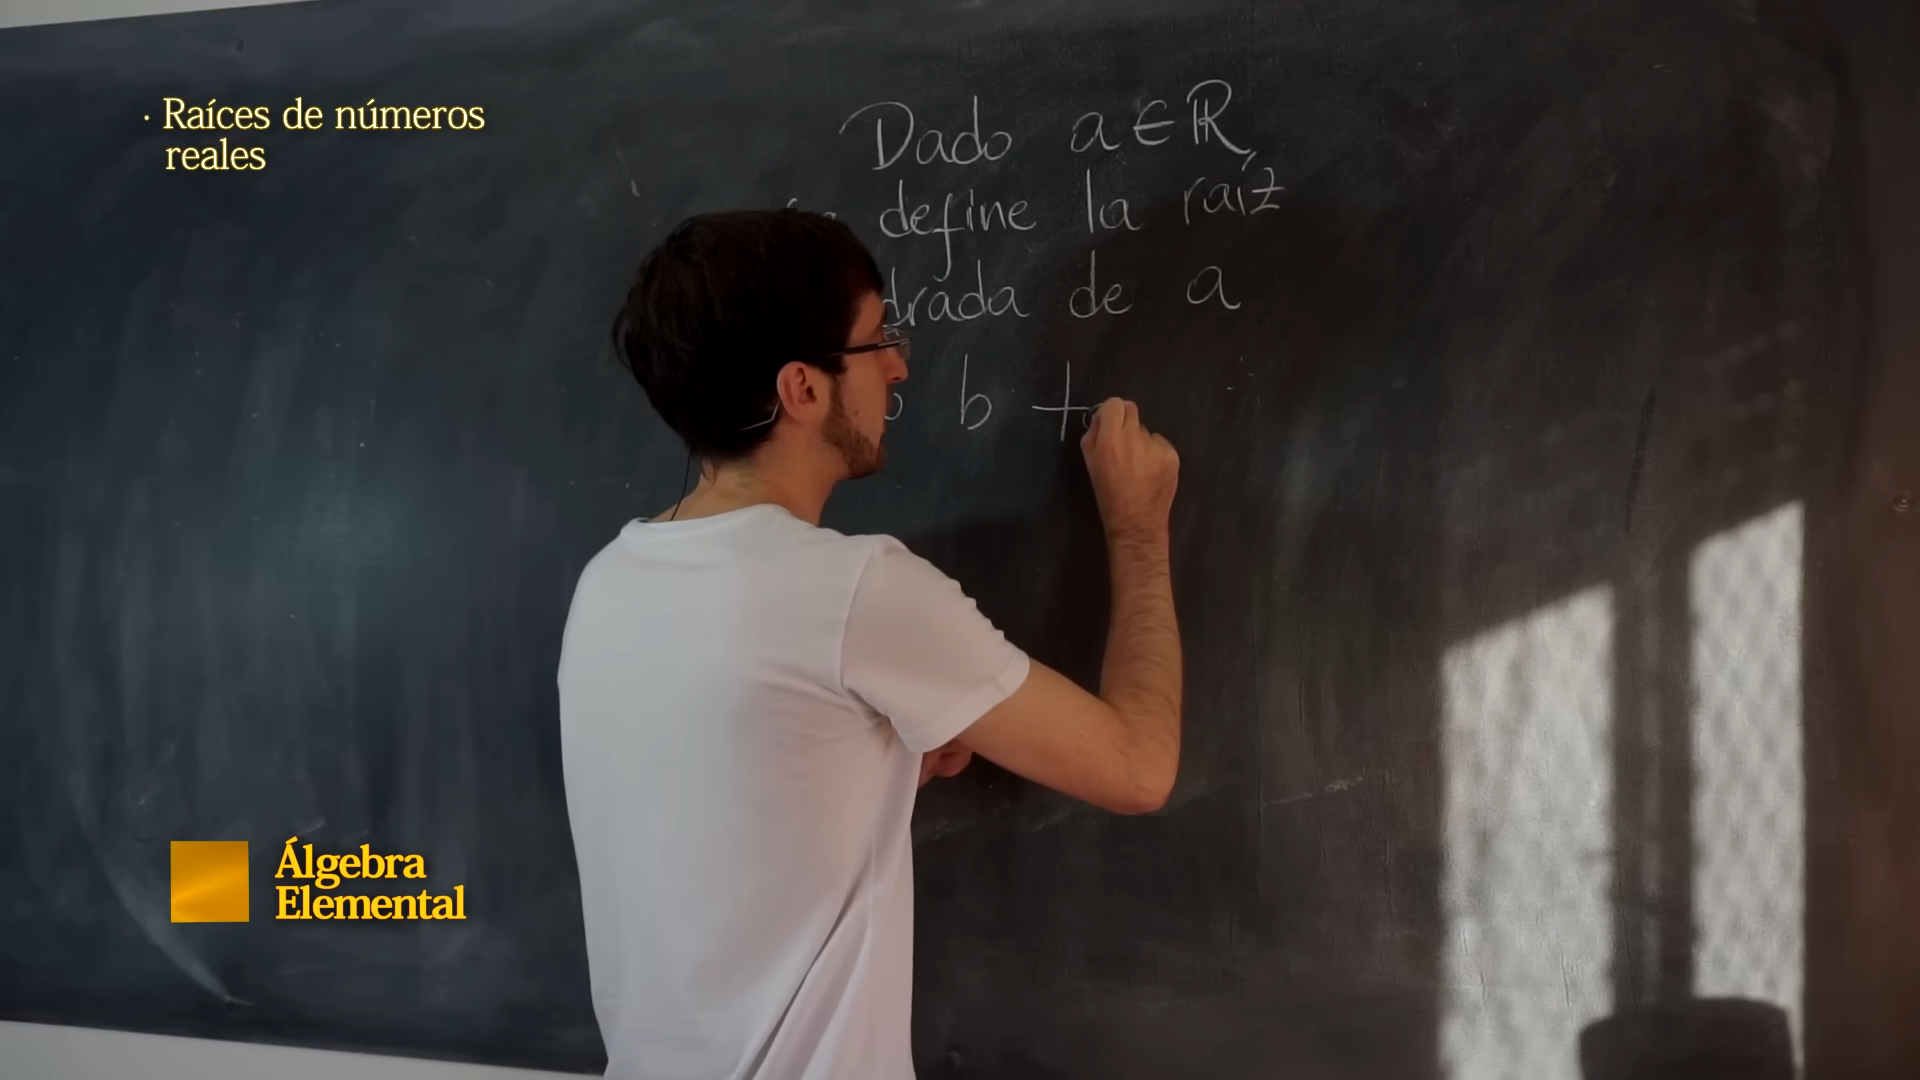 · Raíces de números
reales
Dado a∈ℝ,
define la raíz
drada de a
b
Álgebra
Elemental